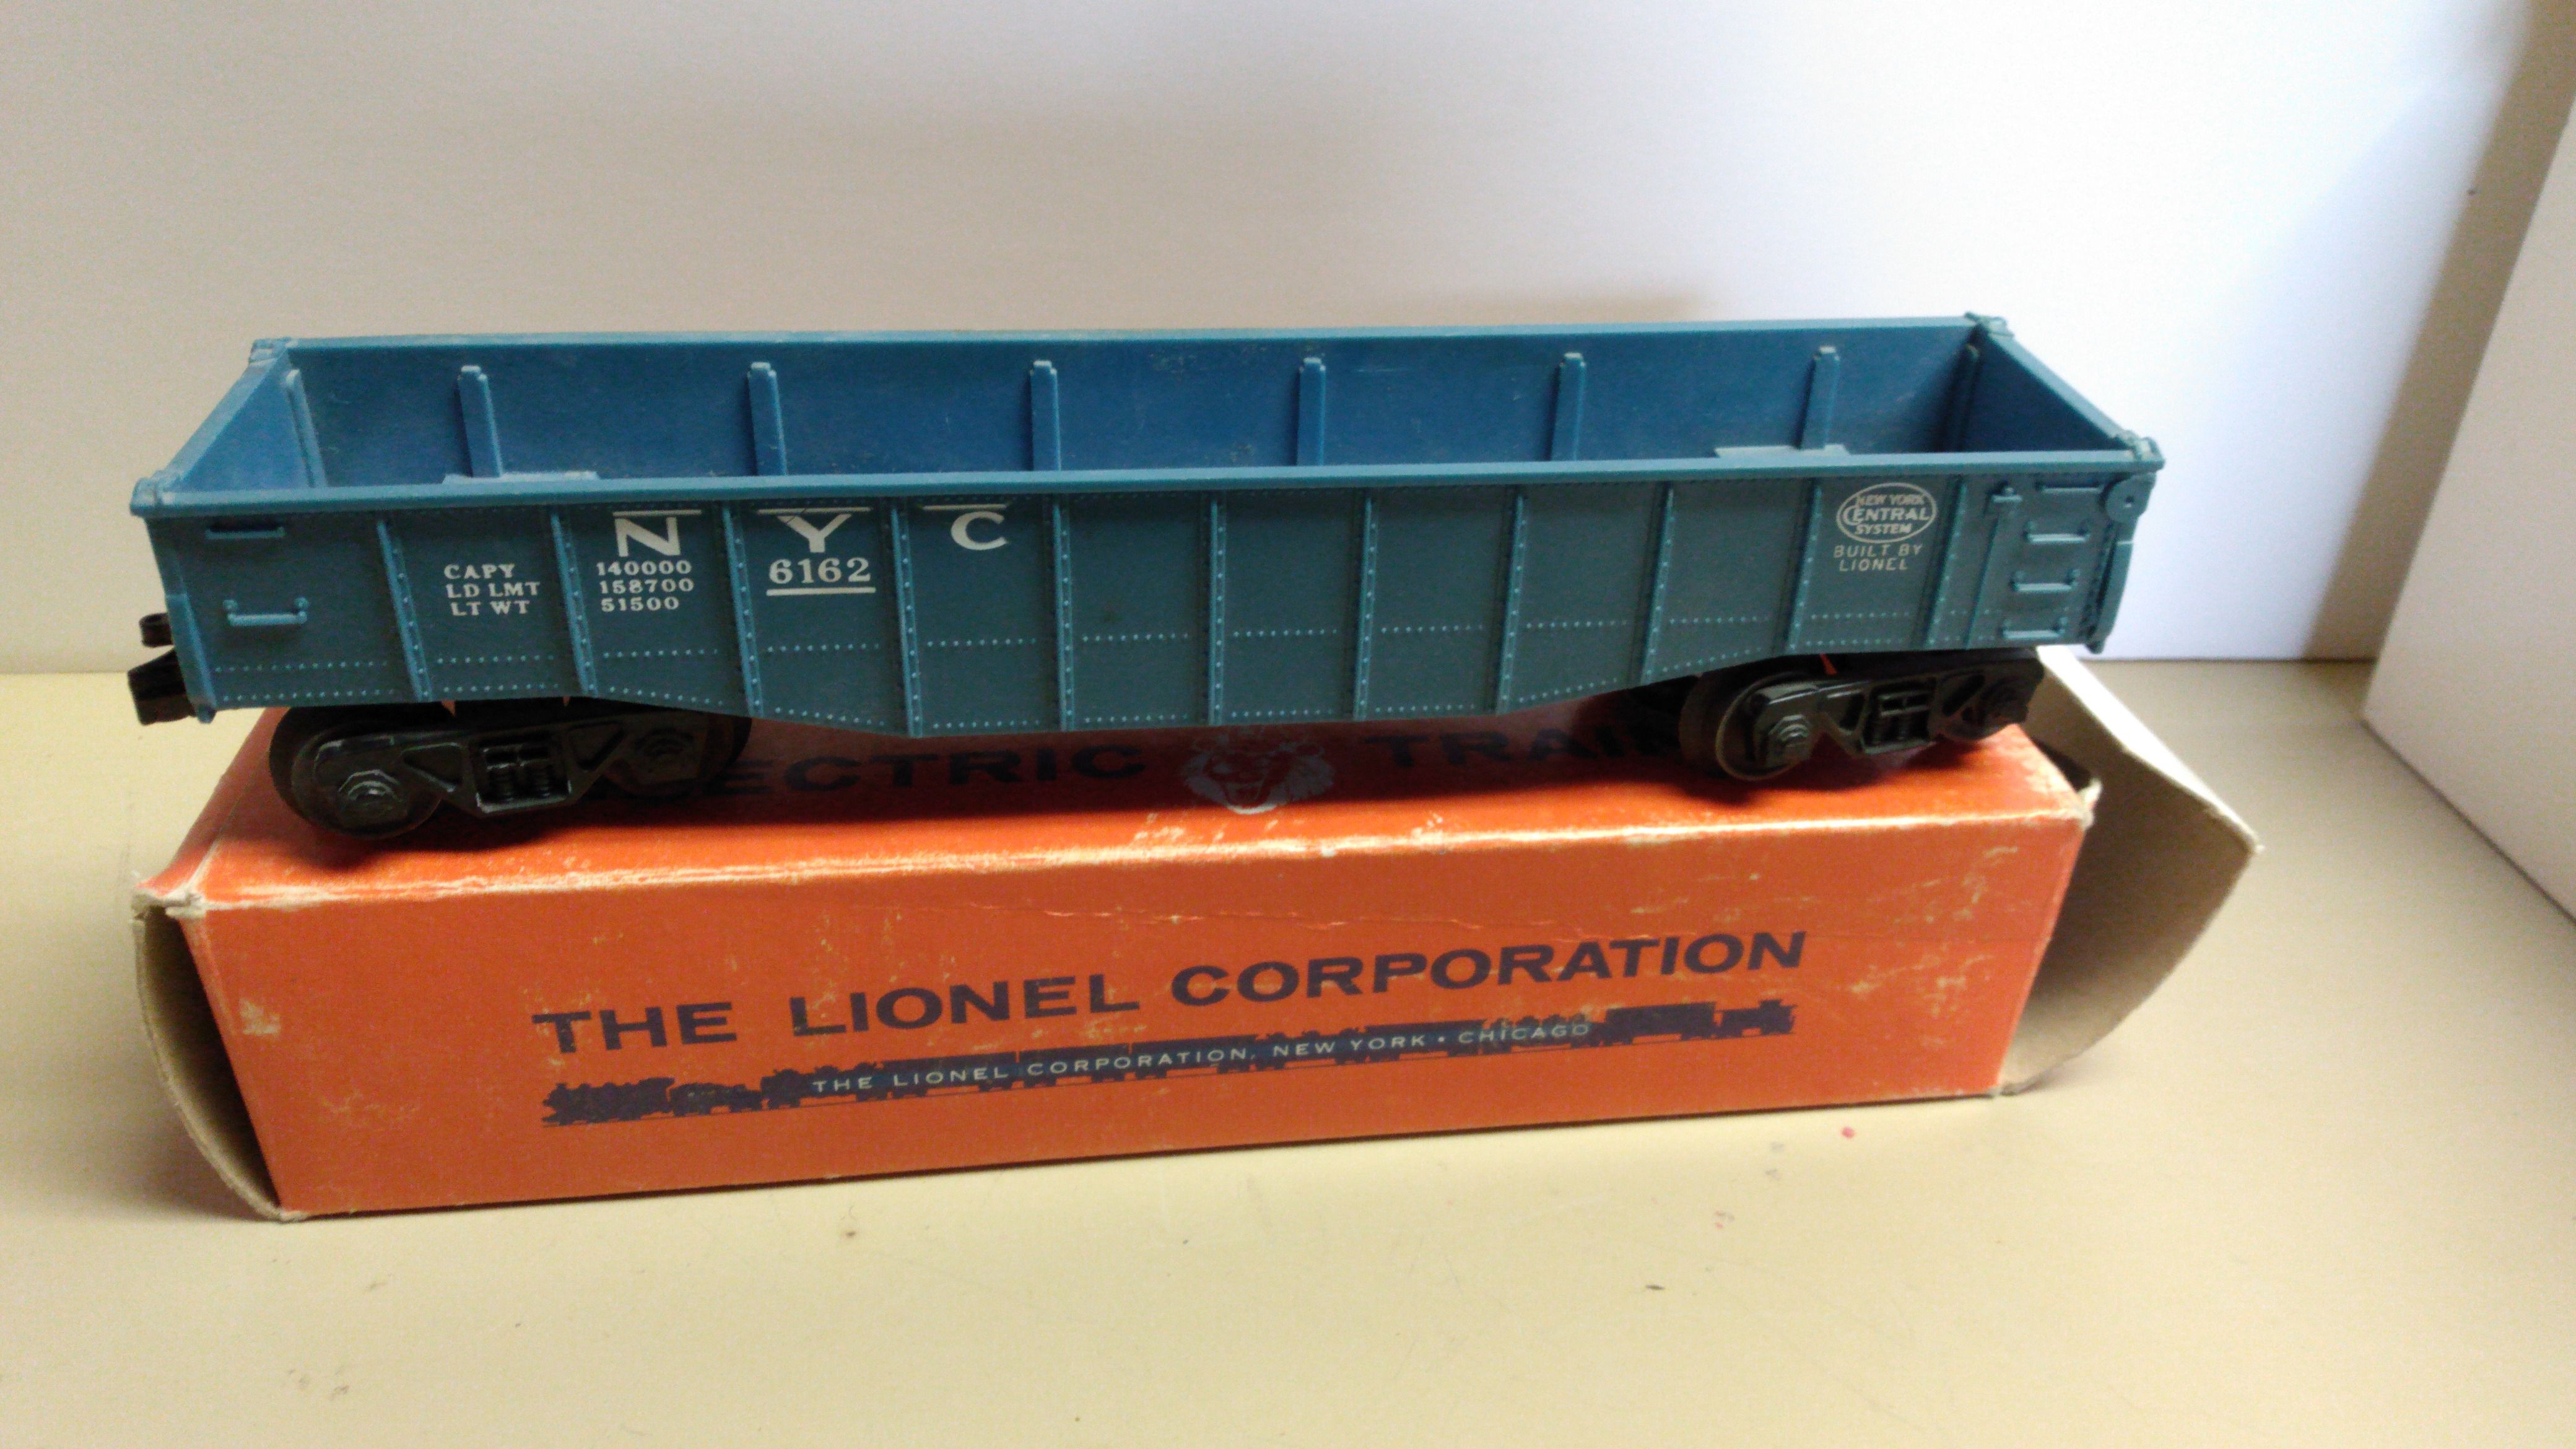 N Y C
CAPY 140000
LD LMT 158700
LT WT 51500
6162
NEW YORK
CENTRAL
SYSTEM
BUILT BY
LIONEL
THE LIONEL CORPORATION
THE LIONEL CORPORATION, NEW YORK • CHICAGO